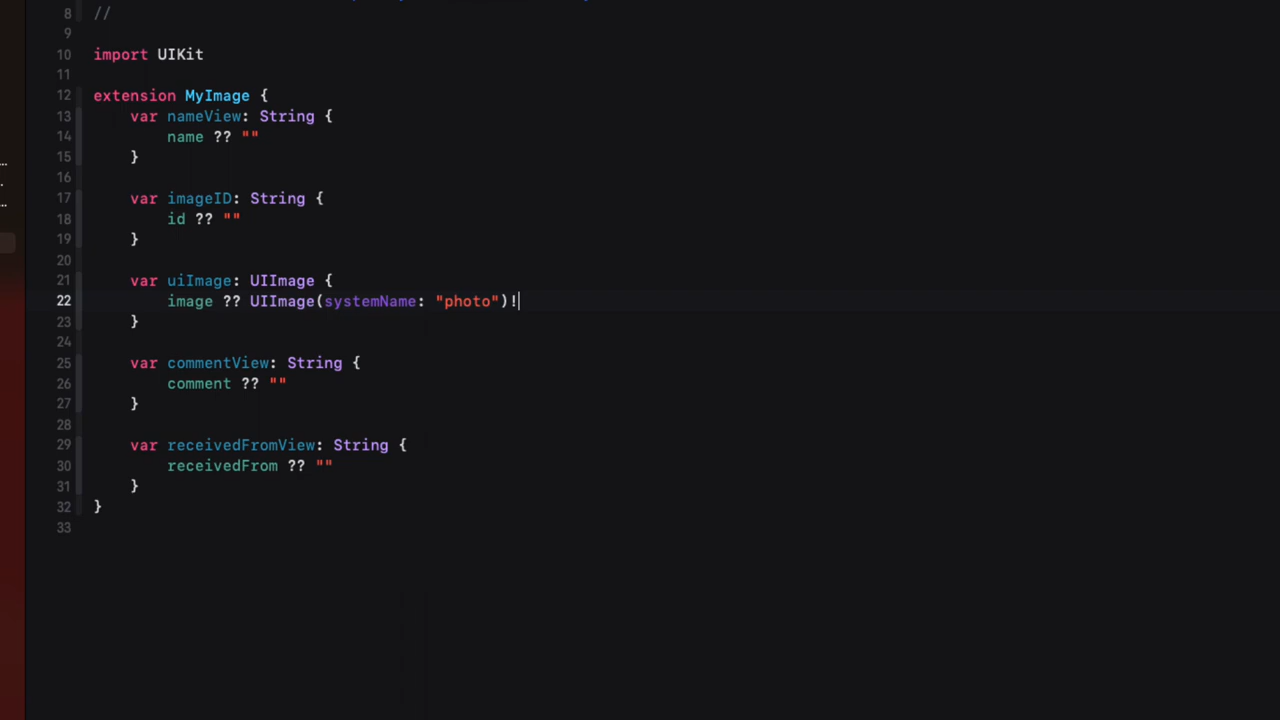 8 //
9
10 import UIKit
11
12 extension MyImage {
13     var nameView: String {
14         name ?? ""
15     }
16
17     var imageID: String {
18         id ?? ""
19     }
20
21     var uiImage: UIImage {
22         image ?? UIImage(systemName: "photo")!
23     }
24
25     var commentView: String {
26         comment ?? ""
27     }
28
29     var receivedFromView: String {
30         receivedFrom ?? ""
31     }
32 }
33